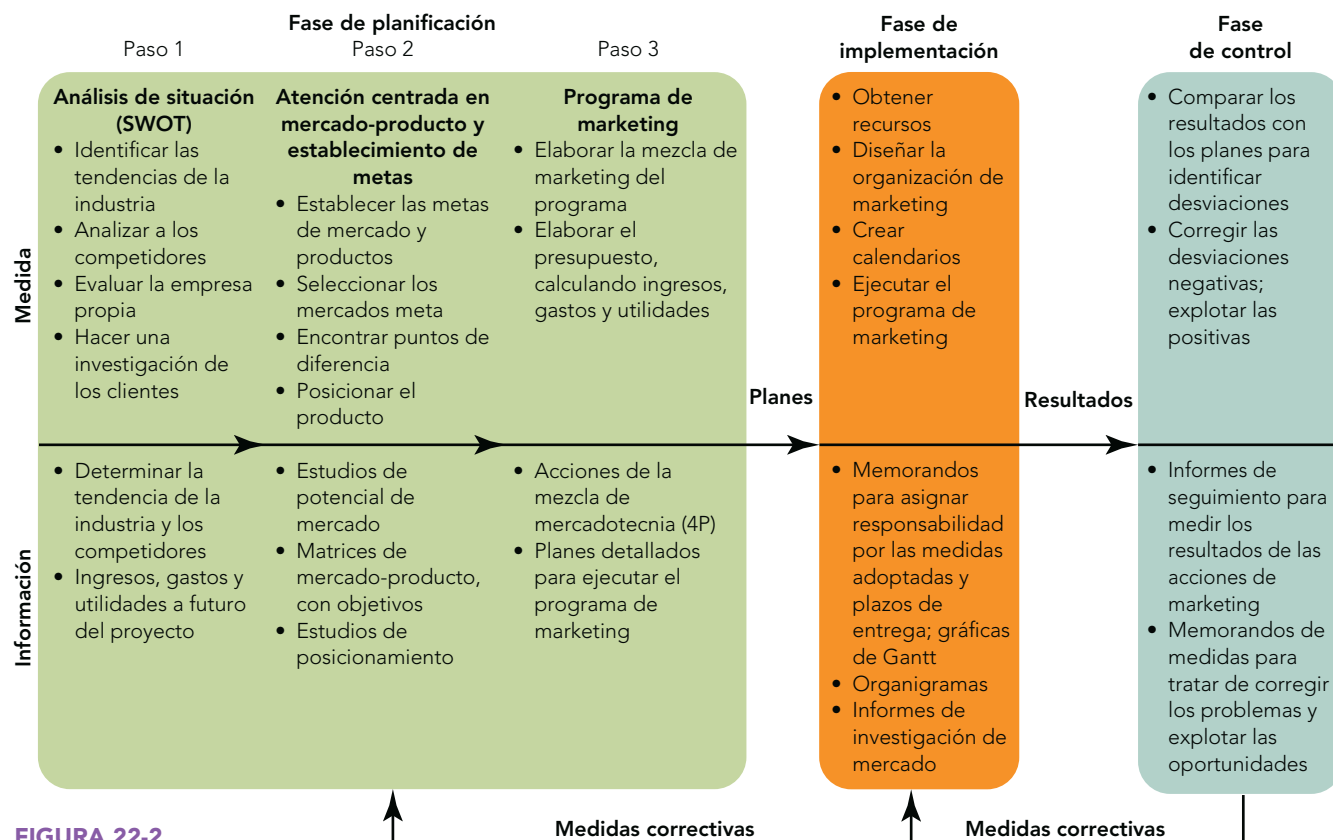 Fase de planificación
Paso 1
Paso 2
Paso 3
Fase de
implementación
Fase
de control
Medida
Análisis de situación
(SWOT)
• Identificar las
tendencias de la
industria
• Analizar a los
competidores
• Evaluar la empresa
propia
• Hacer una
investigación de
los clientes
Atención centrada en
mercado-producto y
establecimiento de
metas
• Establecer las metas
de mercado y
productos
• Seleccionar los
mercados meta
• Encontrar puntos de
diferencia
• Posicionar el
producto
Programa de
marketing
• Elaborar la mezcla de
marketing del
programa
• Elaborar el
presupuesto,
calculando ingresos,
gastos y utilidades
Planes
• Obtener
recursos
• Diseñar la
organización de
marketing
• Crear
calendarios
• Ejecutar el
programa de
marketing
Resultados
• Comparar los
resultados con
los planes para
identificar
desviaciones
• Corregir las
desviaciones
negativas;
explotar las
positivas
Información
• Determinar la
tendencia de la
industria y los
competidores
• Ingresos, gastos y
utilidades a futuro
del proyecto
• Estudios de
potencial de
mercado
• Matrices de
mercado-producto,
con objetivos
• Estudios de
posicionamiento
• Acciones de la
mezcla de
mercadotecnia (4P)
• Planes detallados
para ejecutar el
programa de
marketing
• Memorandos
para asignar
responsabilidad
por las medidas
adoptadas y
plazos de
entrega; gráficas
de Gantt
• Organigramas
• Informes de
investigación de
mercado
• Informes de
seguimiento para
medir los
resultados de las
acciones de
marketing
• Memorandos de
medidas para
tratar de corregir
los problemas y
explotar las
oportunidades
FIGURA 22-2
Medidas correctivas
Medidas correctivas